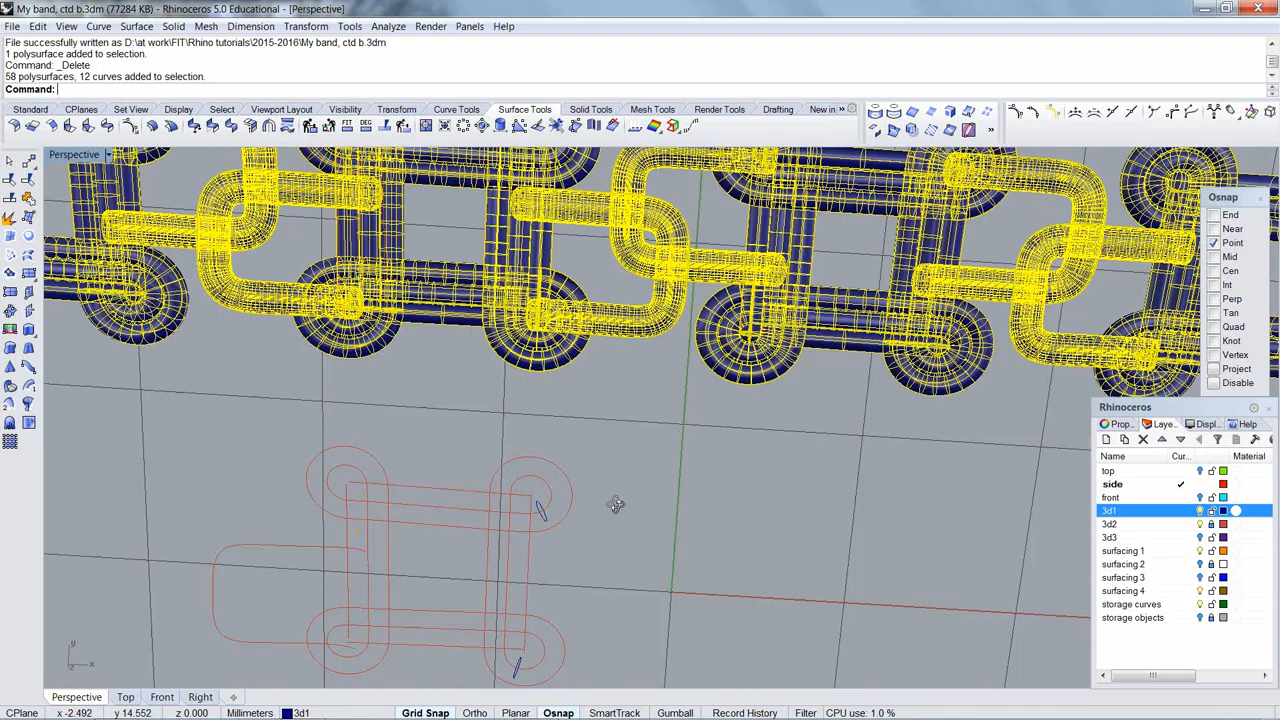 My band, ctd b.3dm (77284 KB) - Rhinoceros 5.0 Educational - [Perspective]
File Edit View Curve Surface Solid Mesh Dimension Transform Tools Analyze Render Panels Help
File successfully written as D:\at work\FIT\Rhino tutorials\2015-2016\My band, ctd b.3dm
1 polysurface added to selection.
Command: _Delete
58 polysurfaces, 12 curves added to selection.
Command:
Standard CPlanes Set View Display Select Viewport Layout Visibility Transform Curve Tools Surface Tools Solid Tools Mesh Tools Render Tools Drafting New in »
FIT DEG
Perspective
Osnap
End
Near
Point
Mid
Cen
Int
Perp
Tan
Quad
Knot
Vertex
Project
Disable
Rhinoceros
Prop... Laye... Displ... Help
Name Cur... Material
top
side
front
3d1
3d2
3d3
surfacing 1
surfacing 2
surfacing 3
surfacing 4
storage curves
storage objects
y
z x
Perspective Top Front Right
CPlane x -2.492 y 14.552 z 0.000 Millimeters 3d1 Grid Snap Ortho Planar Osnap SmartTrack Gumball Record History Filter CPU use: 1.0 %